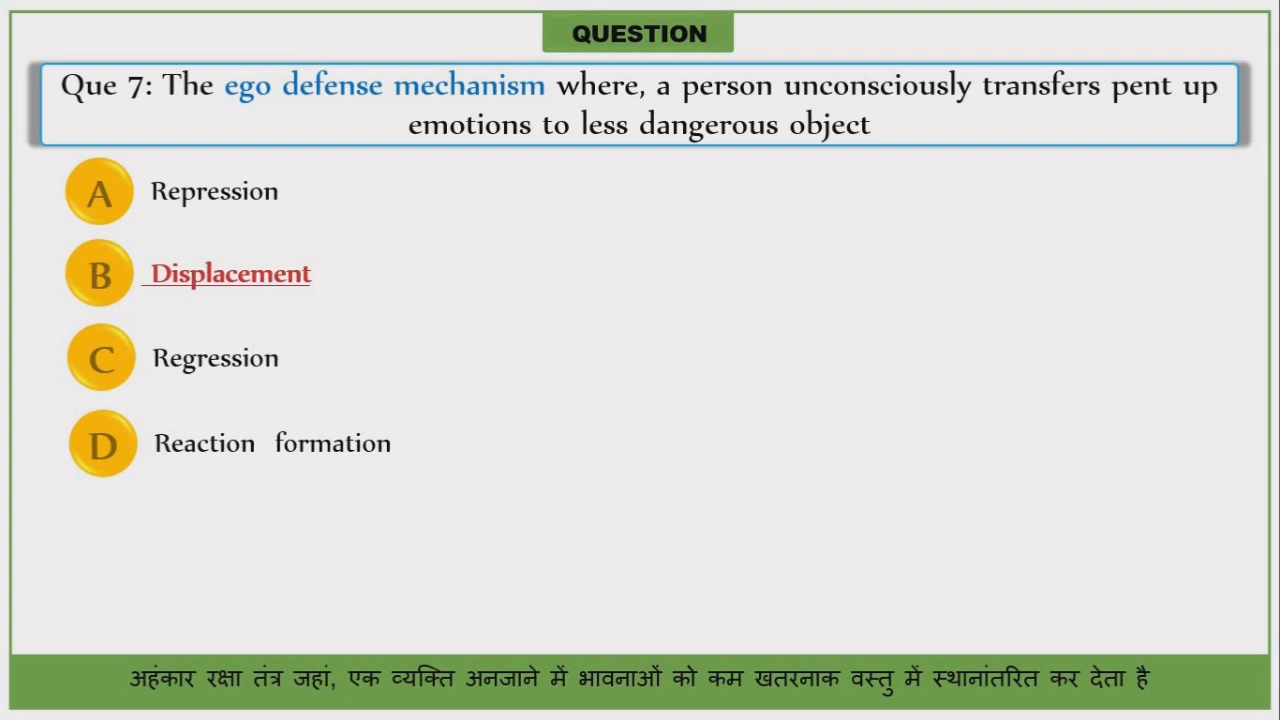 QUESTION
Que 7: The ego defense mechanism where, a person unconsciously transfers pent up
emotions to less dangerous object
A Repression
B Displacement
C Regression
D Reaction formation
अहंकार रक्षा तंत्र जहां, एक व्यक्ति अनजाने में भावनाओं को कम खतरनाक वस्तु में स्थानांतरित कर देता है